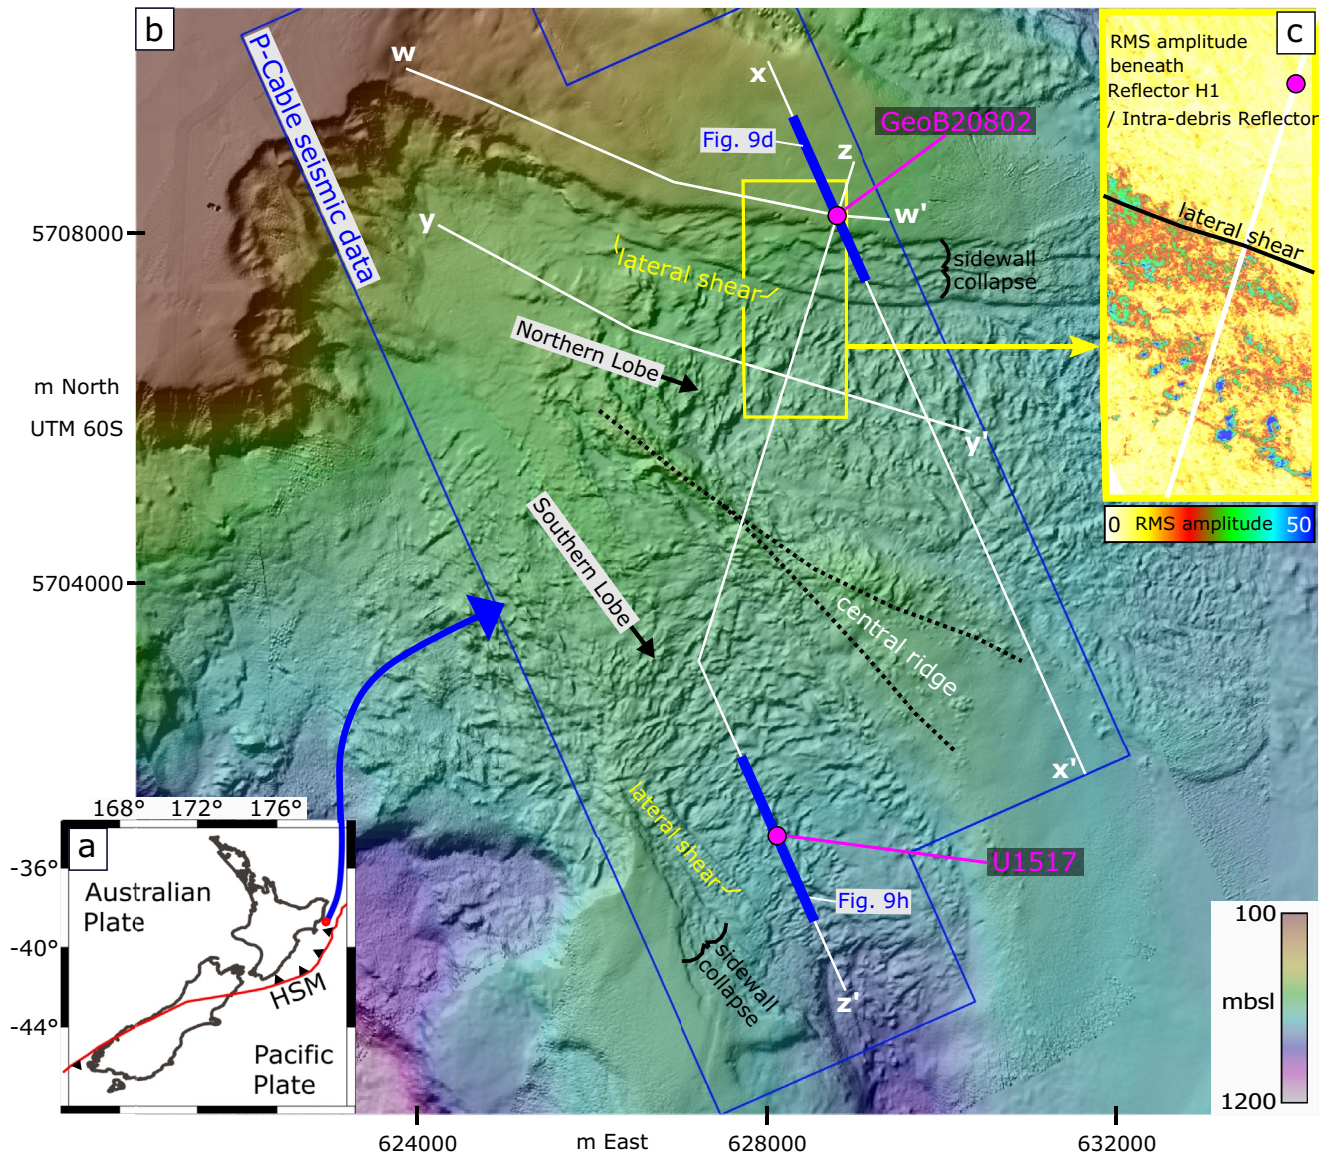 b
c
w
x
P-Cable seismic data
RMS amplitude
beneath
Reflector H1
/ Intra-debris Reflector
GeoB20802
Fig. 9d
z
y
w'
5708000
lateral shear
lateral shear
sidewall
collapse
Northern Lobe
m North
UTM 60S
y'
0 RMS amplitude 50
Southern Lobe
5704000
central ridge
x'
lateral shear
168° 172° 176°
a
U1517
-36°
Australian
Plate
Fig. 9h
100
-40°
sidewall
collapse
HSM
z'
mbsl
-44°
Pacific
Plate
1200
624000
m East
628000
632000